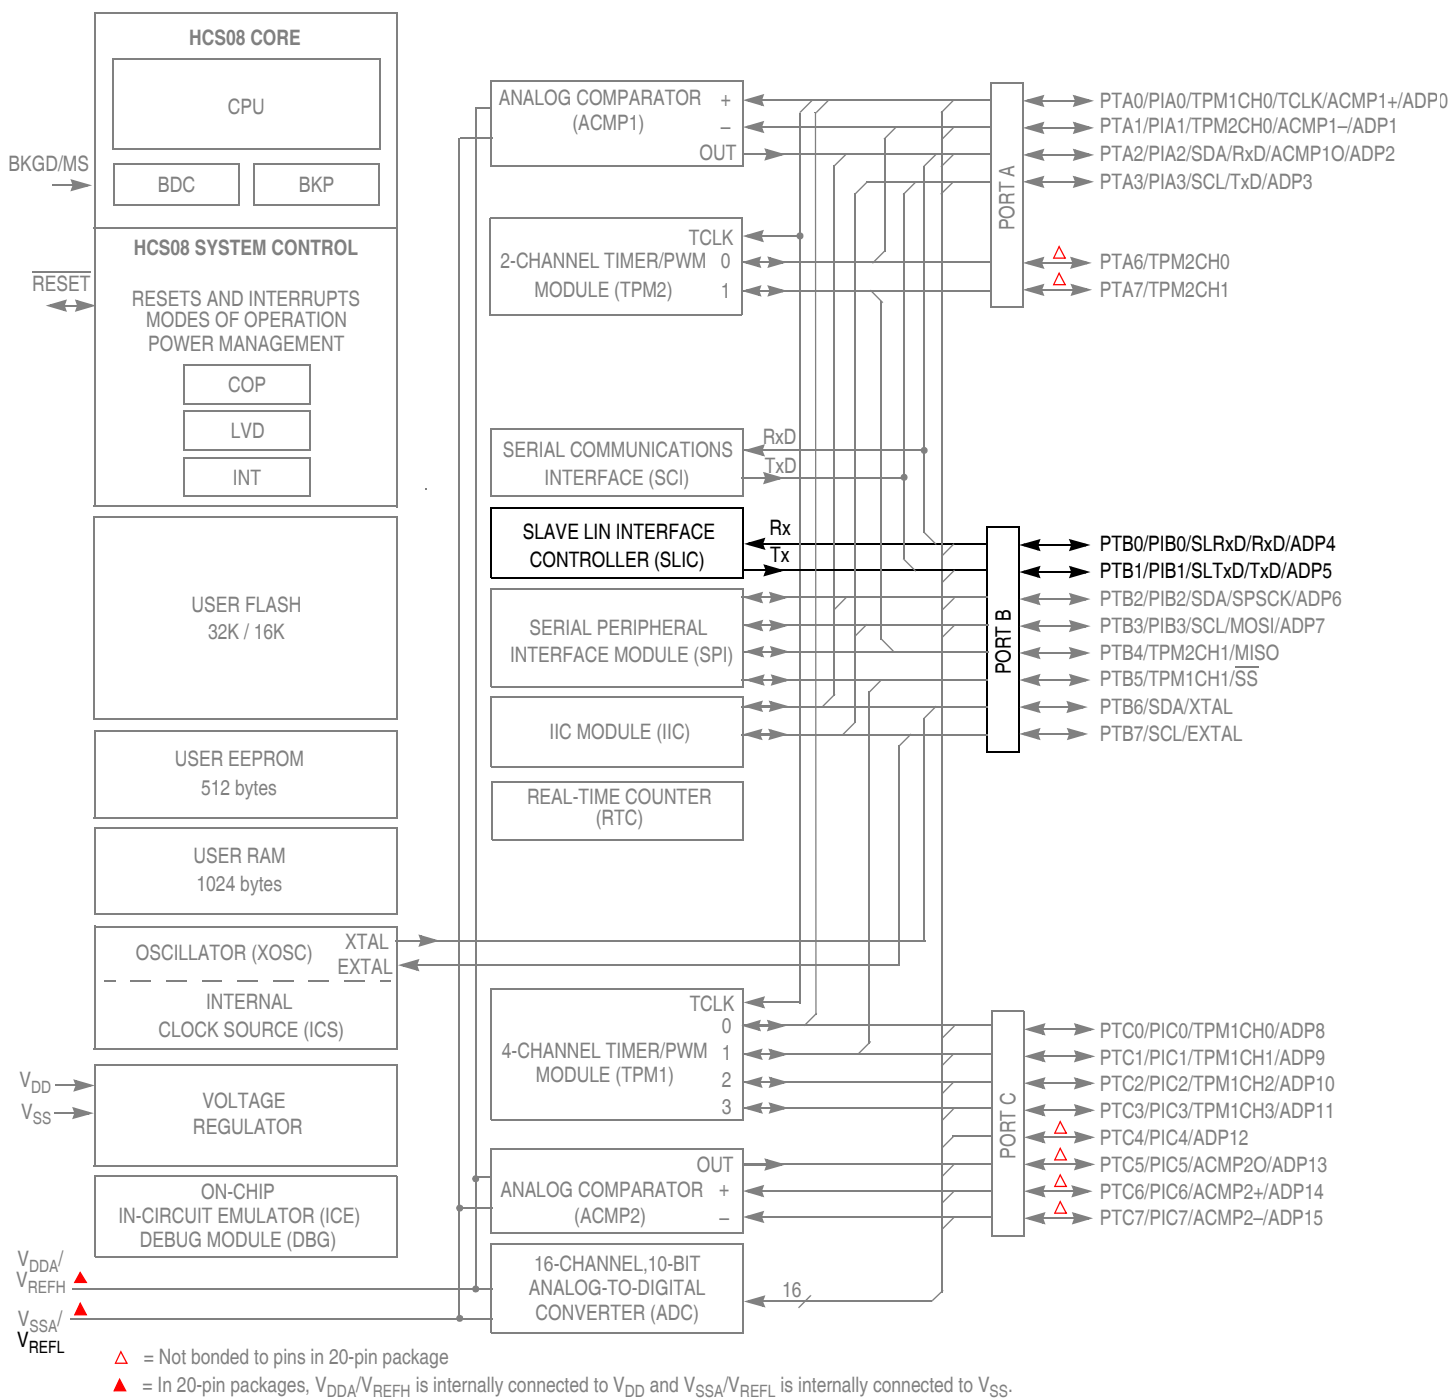 HCS08 CORE
CPU
BDC
BKP
BKGD/MS
HCS08 SYSTEM CONTROL
RESET
RESETS AND INTERRUPTS
MODES OF OPERATION
POWER MANAGEMENT
COP
LVD
INT
USER FLASH
32K / 16K
USER EEPROM
512 bytes
USER RAM
1024 bytes
OSCILLATOR (XOSC)
XTAL
EXTAL
INTERNAL
CLOCK SOURCE (ICS)
VDD
VSS
VOLTAGE
REGULATOR
ON-CHIP
IN-CIRCUIT EMULATOR (ICE)
DEBUG MODULE (DBG)
VDDA/
VREFH
VSSA/
VREFL
ANALOG COMPARATOR +
(ACMP1) –
OUT
TCLK
2-CHANNEL TIMER/PWM 0
MODULE (TPM2) 1
SERIAL COMMUNICATIONS
INTERFACE (SCI)
RxD
TxD
SLAVE LIN INTERFACE
CONTROLLER (SLIC)
Rx
Tx
SERIAL PERIPHERAL
INTERFACE MODULE (SPI)
IIC MODULE (IIC)
REAL-TIME COUNTER
(RTC)
TCLK
0
4-CHANNEL TIMER/PWM 1
MODULE (TPM1)
2
3
OUT
ANALOG COMPARATOR +
(ACMP2) –
16-CHANNEL,10-BIT
ANALOG-TO-DIGITAL
CONVERTER (ADC)
16
PORT A
PTA0/PIA0/TPM1CH0/TCLK/ACMP1+/ADP0
PTA1/PIA1/TPM2CH0/ACMP1–/ADP1
PTA2/PIA2/SDA/RxD/ACMP1O/ADP2
PTA3/PIA3/SCL/TxD/ADP3
PTA6/TPM2CH0
PTA7/TPM2CH1
PORT B
PTB0/PIB0/SLRxD/RxD/ADP4
PTB1/PIB1/SLTxD/TxD/ADP5
PTB2/PIB2/SDA/SPSCK/ADP6
PTB3/PIB3/SCL/MOSI/ADP7
PTB4/TPM2CH1/MISO
PTB5/TPM1CH1/SS
PTB6/SDA/XTAL
PTB7/SCL/EXTAL
PORT C
PTC0/PIC0/TPM1CH0/ADP8
PTC1/PIC1/TPM1CH1/ADP9
PTC2/PIC2/TPM1CH2/ADP10
PTC3/PIC3/TPM1CH3/ADP11
PTC4/PIC4/ADP12
PTC5/PIC5/ACMP2O/ADP13
PTC6/PIC6/ACMP2+/ADP14
PTC7/PIC7/ACMP2–/ADP15
△ = Not bonded to pins in 20-pin package
▲ = In 20-pin packages, VDDA/VREFH is internally connected to VDD and VSSA/VREFL is internally connected to VSS.